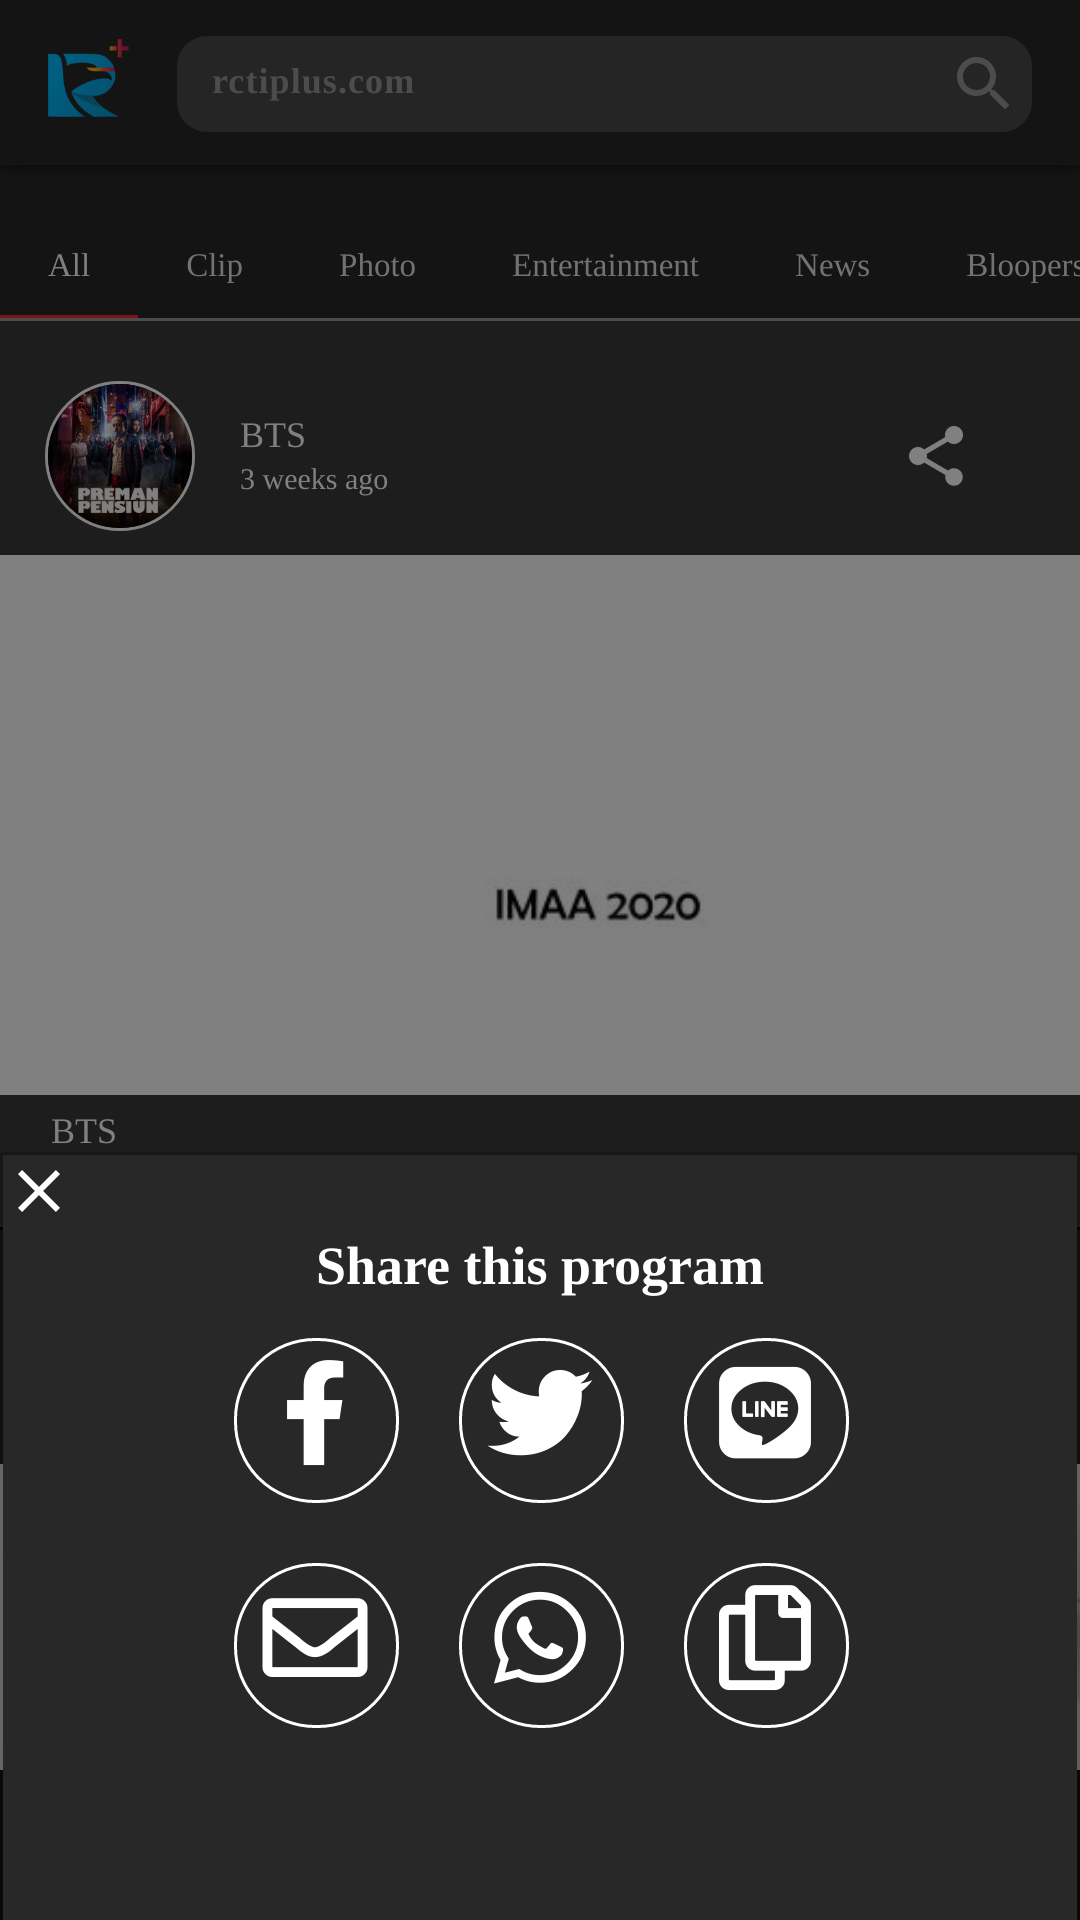 rctiplus.com
All Clip Photo Entertainment News Bloopers
PREMAN
PENSIUN
BTS
3 weeks ago
IMAA 2020
BTS
Share this program
LINE